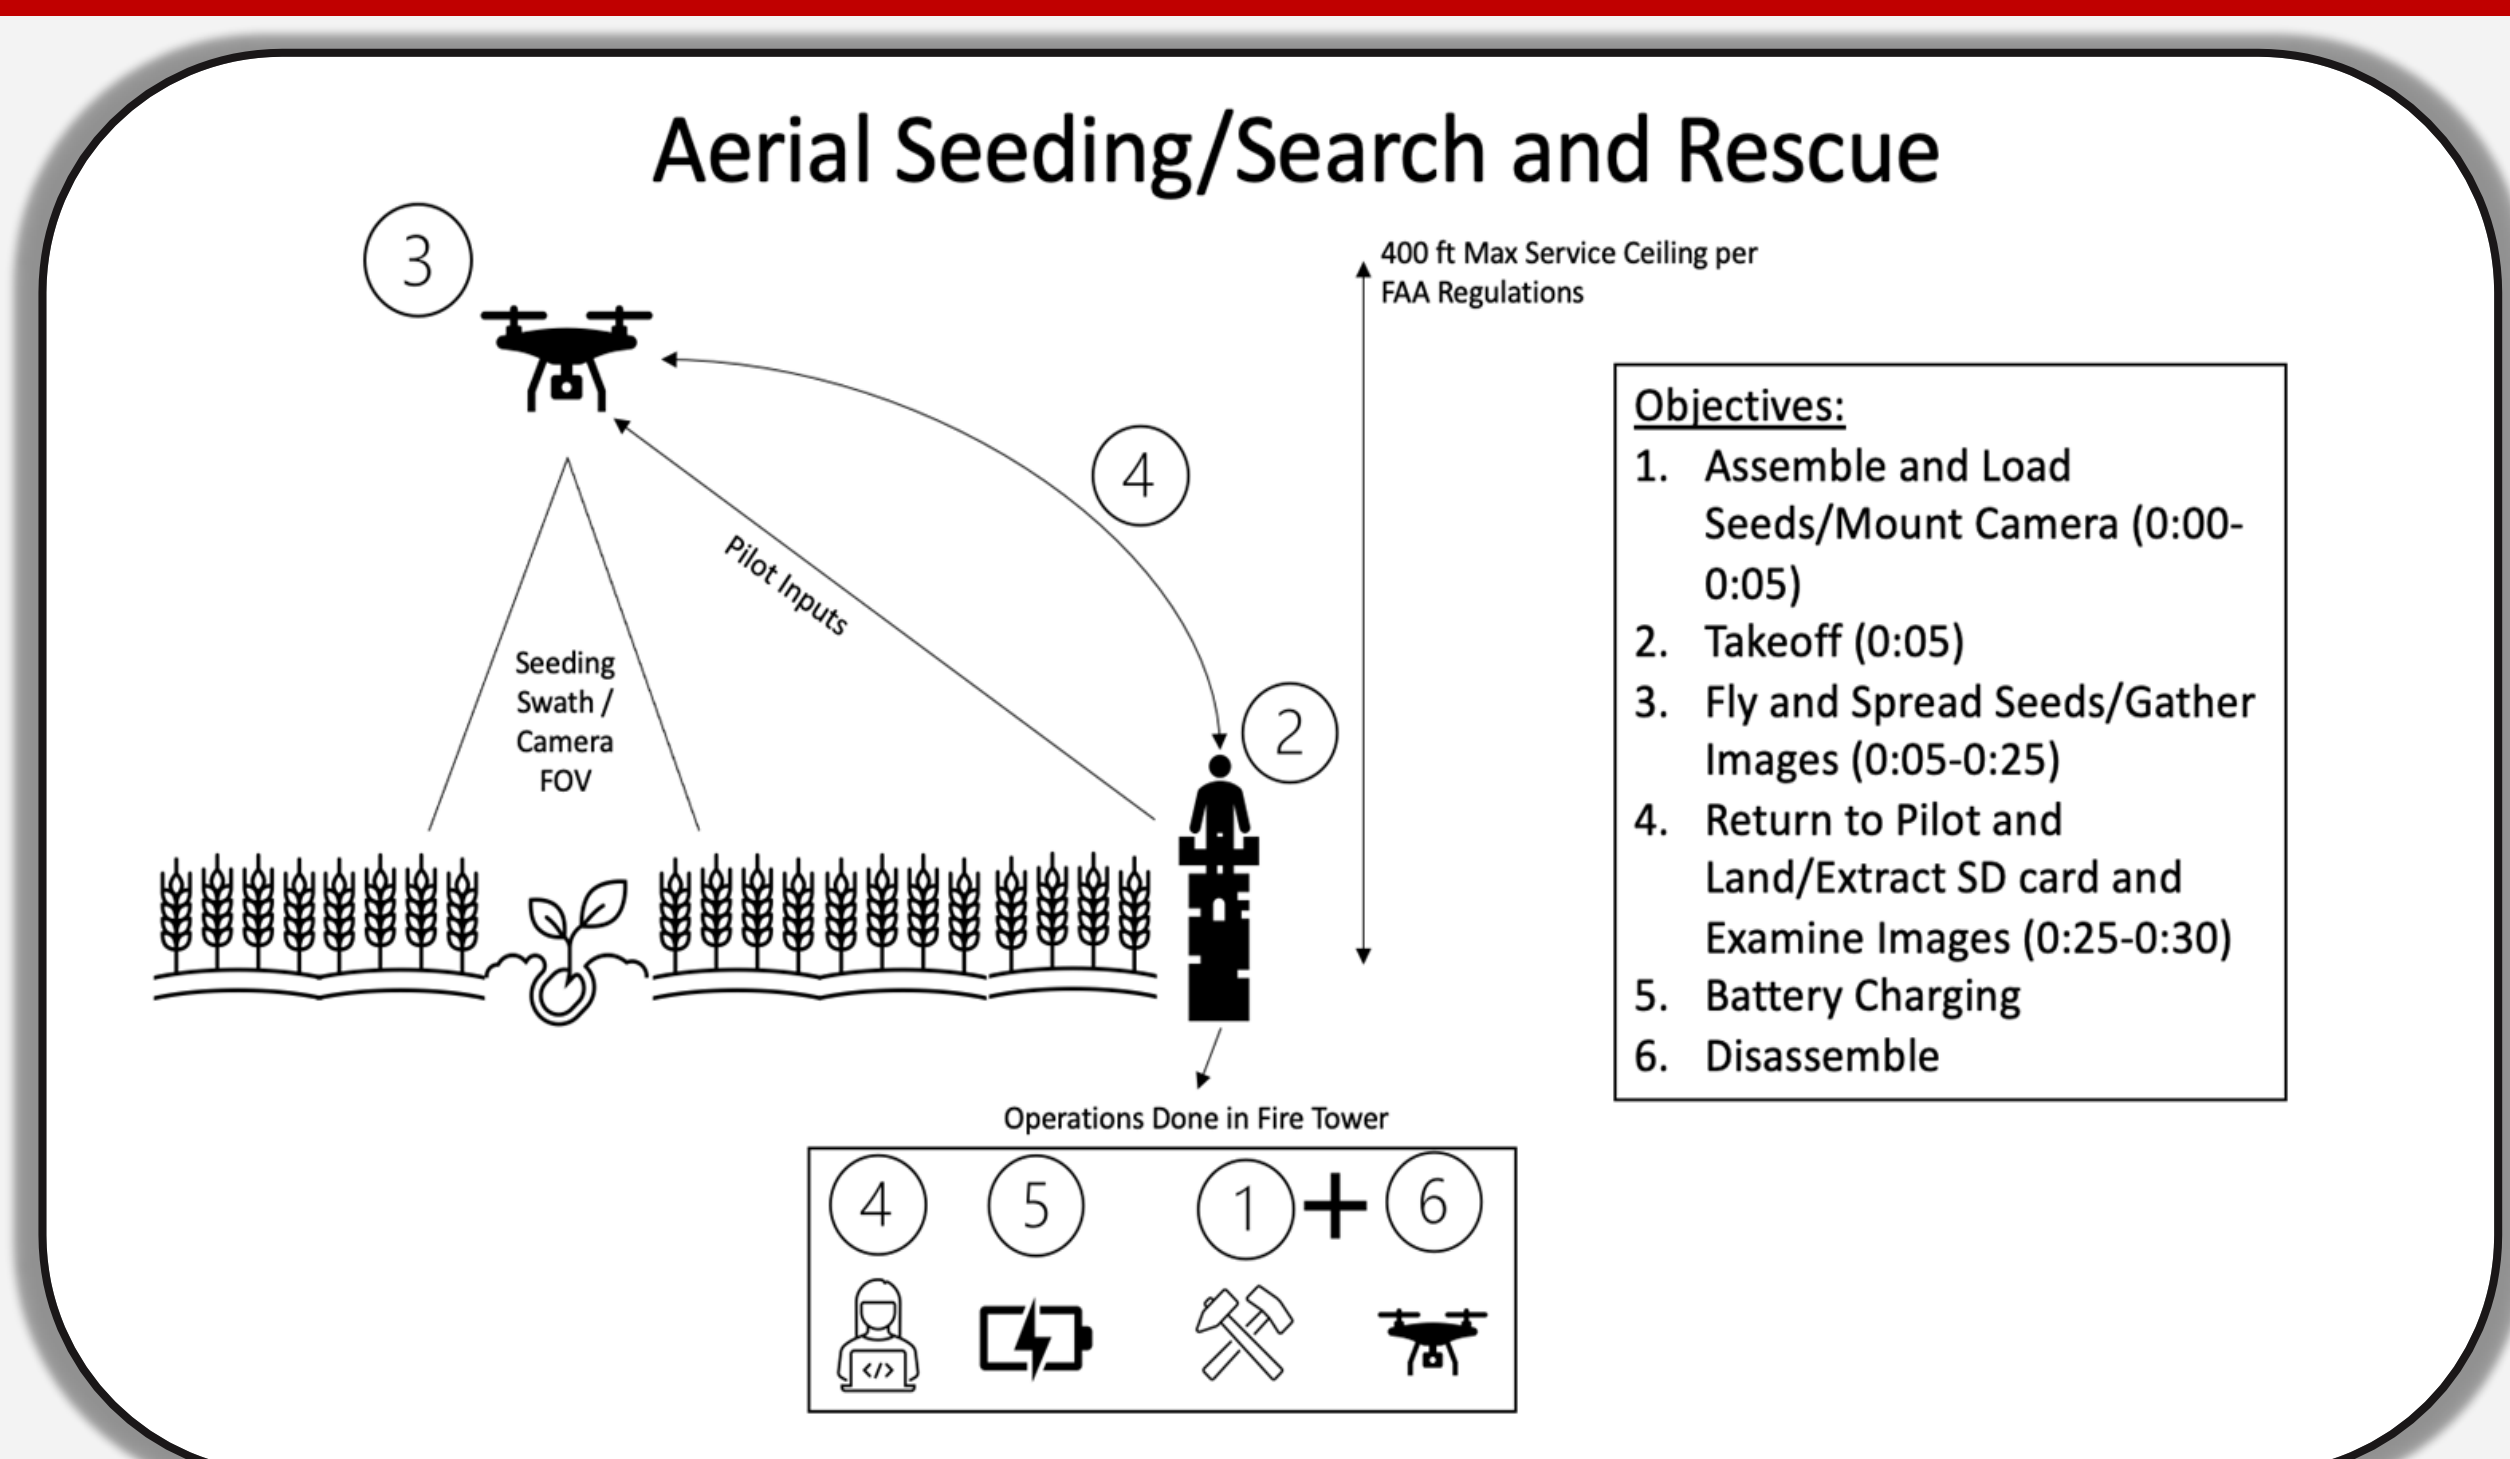 Aerial Seeding/Search and Rescue
3
400 ft Max Service Ceiling per
FAA Regulations
4
Pilot Inputs
Seeding
Swath /
Camera
FOV
2
Objectives:
1. Assemble and Load
Seeds/Mount Camera (0:00-
0:05)
2. Takeoff (0:05)
3. Fly and Spread Seeds/Gather
Images (0:05-0:25)
4. Return to Pilot and
Land/Extract SD card and
Examine Images (0:25-0:30)
5. Battery Charging
6. Disassemble
Operations Done in Fire Tower
4 5 1 + 6
</>